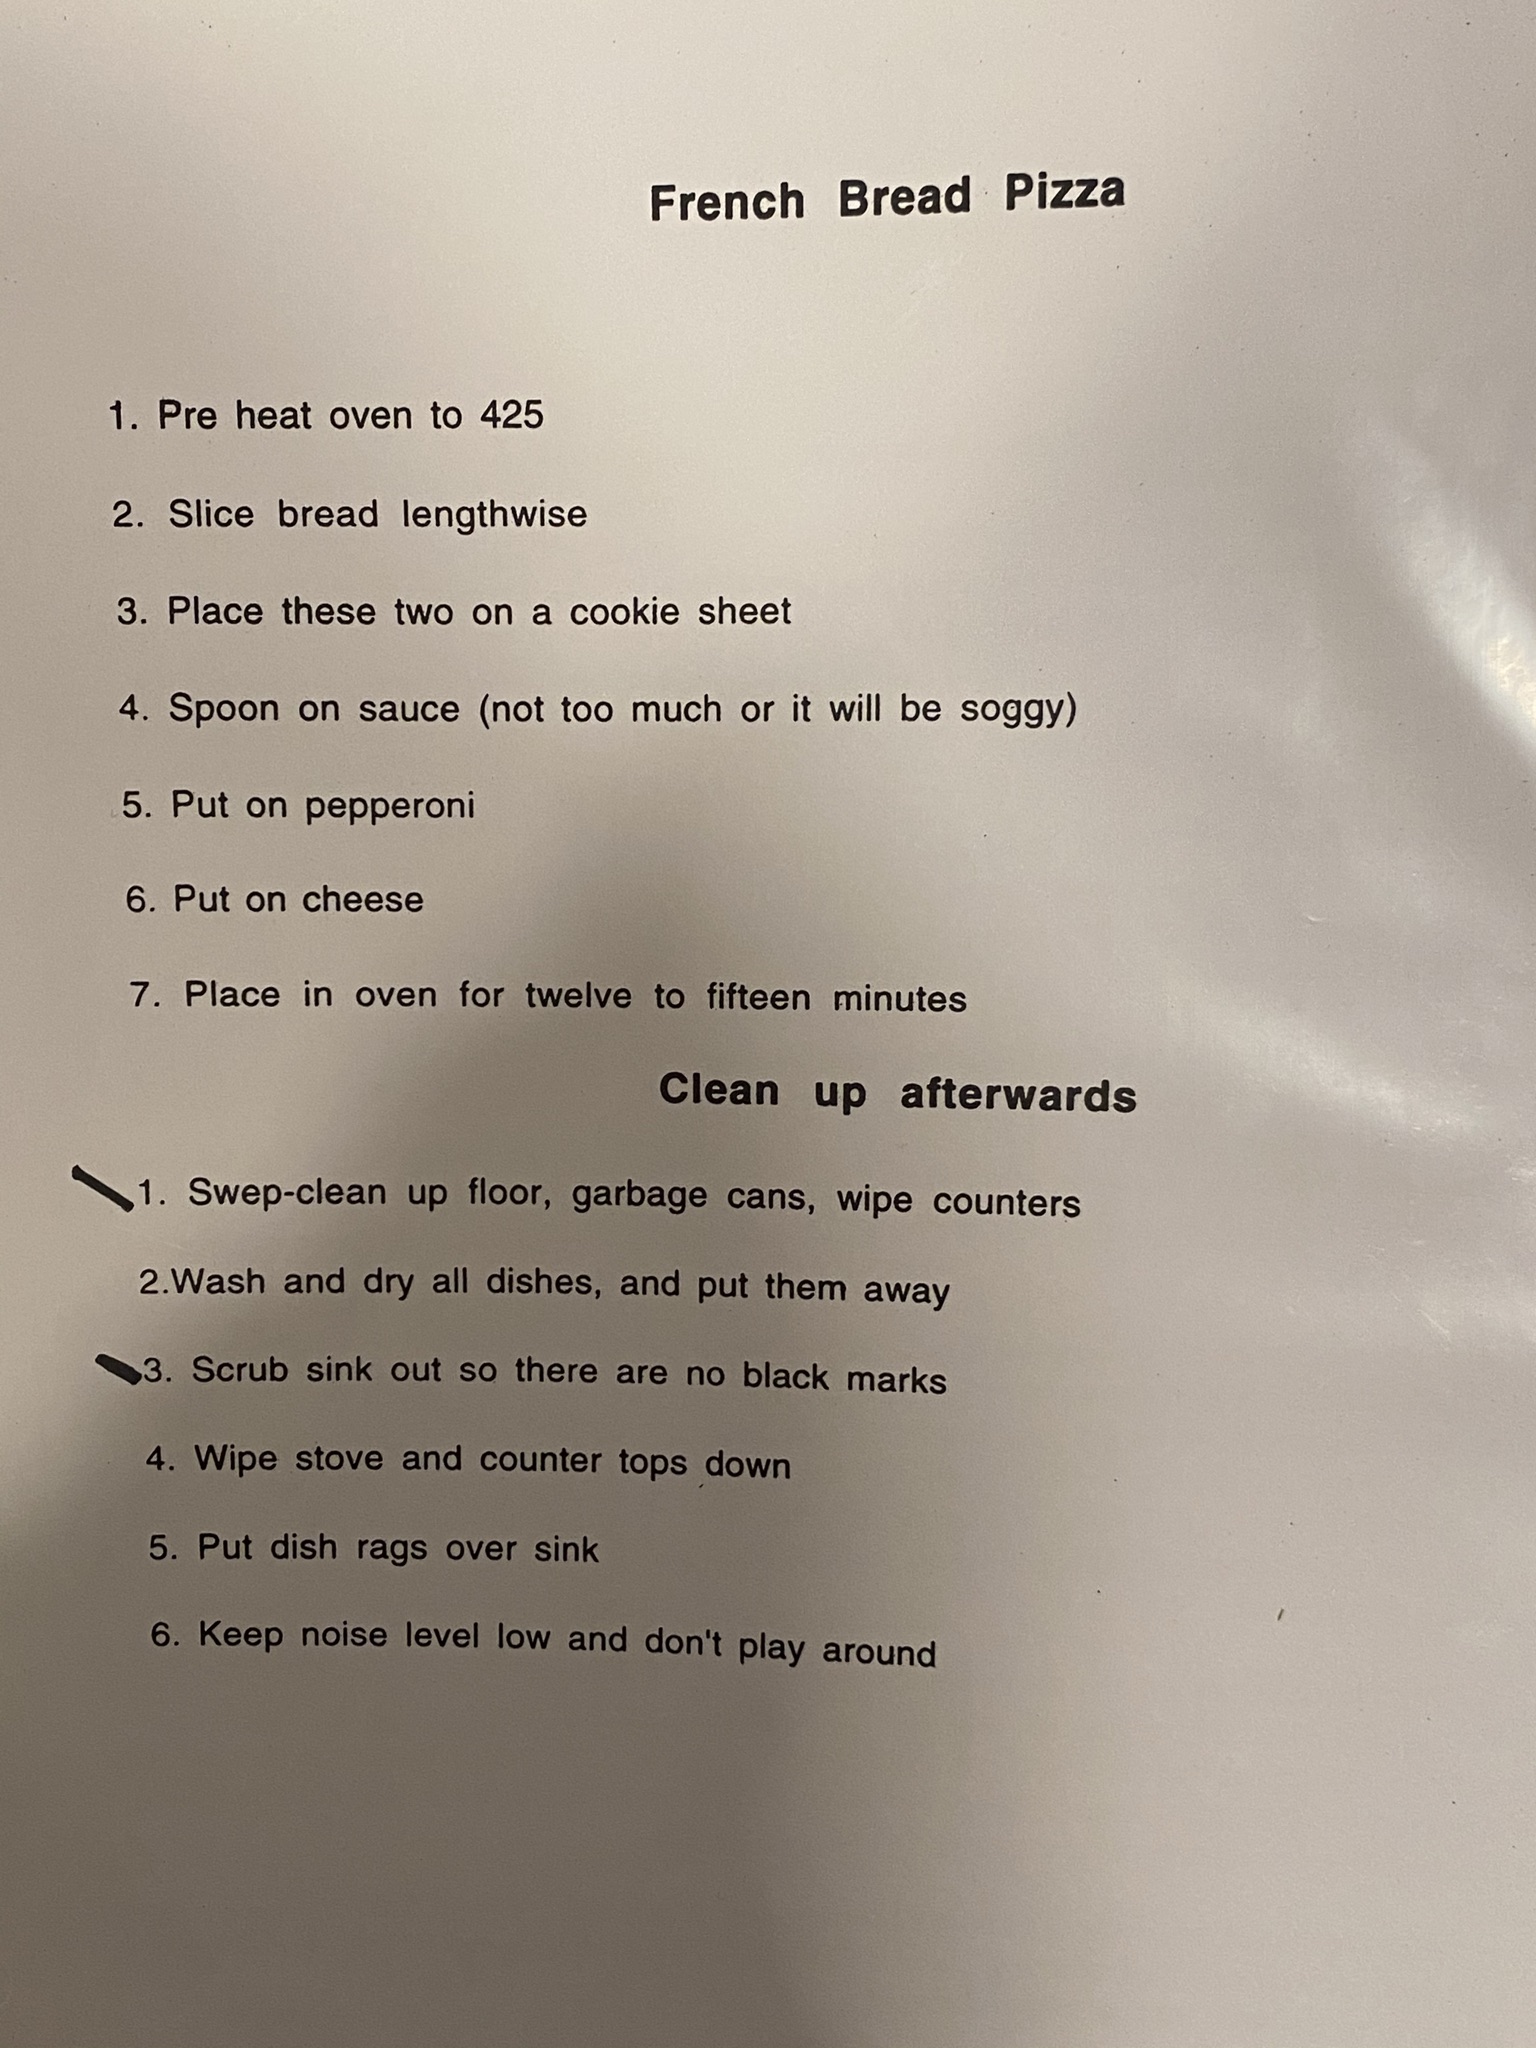 French Bread Pizza
1. Pre heat oven to 425
2. Slice bread lengthwise
3. Place these two on a cookie sheet
4. Spoon on sauce (not too much or it will be soggy)
5. Put on pepperoni
6. Put on cheese
7. Place in oven for twelve to fifteen minutes
Clean up afterwards
1. Swep-clean up floor, garbage cans, wipe counters
2.Wash and dry all dishes, and put them away
3. Scrub sink out so there are no black marks
4. Wipe stove and counter tops down
5. Put dish rags over sink
6. Keep noise level low and don't play around